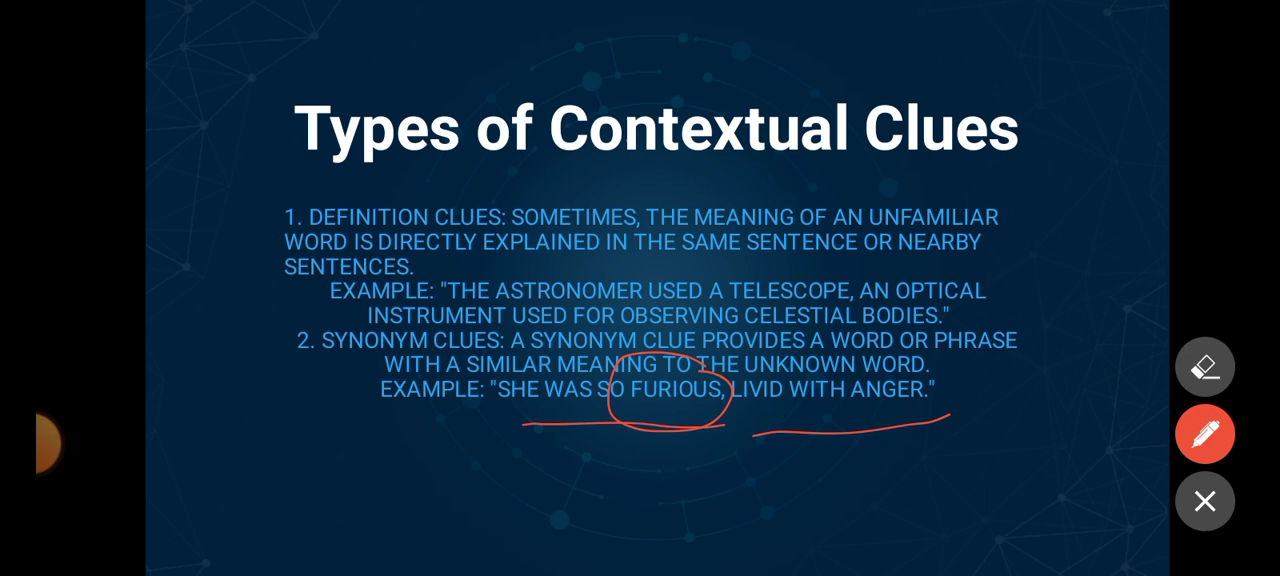 Types of Contextual Clues
1. DEFINITION CLUES: SOMETIMES, THE MEANING OF AN UNFAMILIAR
WORD IS DIRECTLY EXPLAINED IN THE SAME SENTENCE OR NEARBY
SENTENCES.
EXAMPLE: "THE ASTRONOMER USED A TELESCOPE, AN OPTICAL
INSTRUMENT USED FOR OBSERVING CELESTIAL BODIES."
2. SYNONYM CLUES: A SYNONYM CLUE PROVIDES A WORD OR PHRASE
WITH A SIMILAR MEANING TO THE UNKNOWN WORD.
EXAMPLE: "SHE WAS SO FURIOUS, LIVID WITH ANGER."